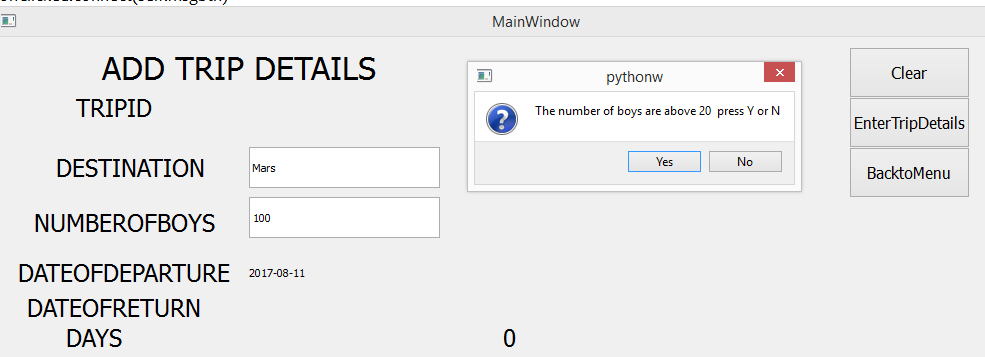 MainWindow
ADD TRIP DETAILS
TRIPID
DESTINATION
Mars
NUMBEROFBOYS
100
DATEOFDEPARTURE
2017-08-11
DATEOFRETURN
DAYS
0
pythonw
The number of boys are above 20  press Y or N
Yes
No
Clear
EnterTripDetails
BacktoMenu